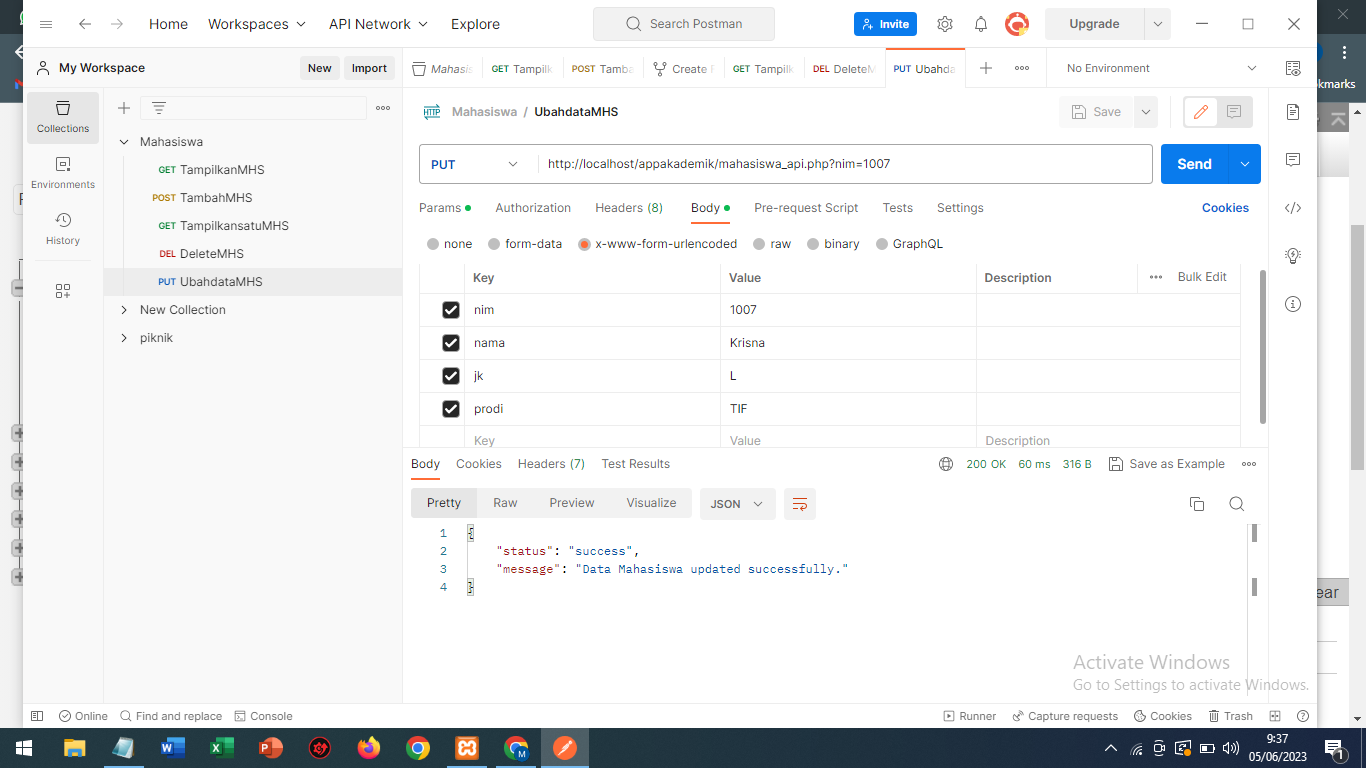 Home Workspaces API Network Explore Search Postman Invite Upgrade
My Workspace New Import Mahasis GET Tampilk POST Tamba Create F GET Tampilk DEL DeleteM PUT Ubahda No Environment
kmarks
Collections
Mahasiswa / UbahdataMHS Save
Mahasiswa
GET TampilkanMHS
POST TambahMHS
GET TampilkansatuMHS
DEL DeleteMHS
PUT UbahdataMHS
New Collection
piknik
Environments
History
PUT http://localhost/appakademik/mahasiswa_api.php?nim=1007 Send
Params Authorization Headers (8) Body Pre-request Script Tests Settings Cookies
none form-data x-www-form-urlencoded raw binary GraphQL
Key Value Description Bulk Edit
nim 1007
nama Krisna
jk L
prodi TIF
Key Value Description
Body Cookies Headers (7) Test Results 200 OK 60 ms 316 B Save as Example
Pretty Raw Preview Visualize JSON
1 {
2 "status": "success",
3 "message": "Data Mahasiswa updated successfully."
4 }
ear
Activate Windows
Go to Settings to activate Windows.
Online Find and replace Console Runner Capture requests Cookies Trash
9:37
05/06/2023
1